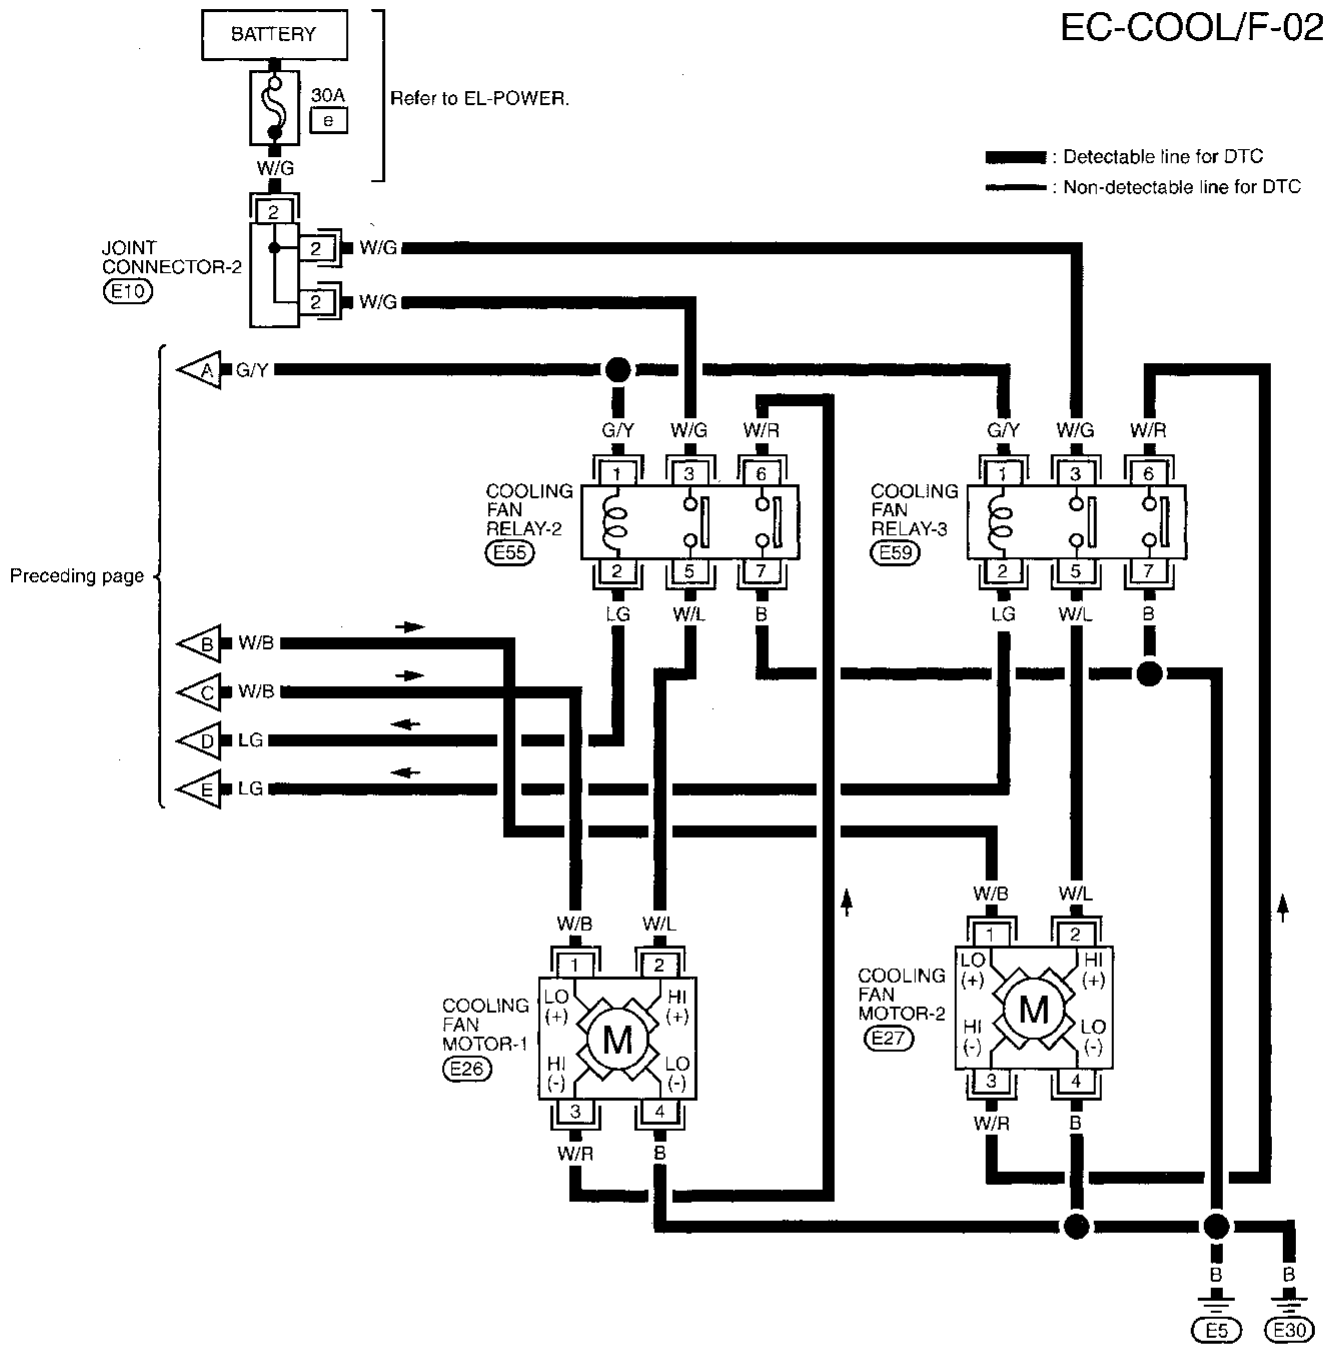 EC-COOL/F-02
BATTERY
30A
e
Refer to EL-POWER.
W/G
: Detectable line for DTC
: Non-detectable line for DTC
2
JOINT
CONNECTOR-2
E10
2 W/G
2 W/G
A G/Y
G/Y W/G W/R G/Y W/G W/R
1 3 6 1 3 6
COOLING
FAN
RELAY-2
E55
COOLING
FAN
RELAY-3
E59
2 5 7 2 5 7
LG W/L B LG W/L B
Preceding page
B W/B
C W/B
D LG
E LG
W/B W/L
1 2
COOLING
FAN
MOTOR-1
E26
LO
(+)
HI
(+)
M
HI
(-)
LO
(-)
3 4
W/R B
W/B W/L
1 2
COOLING
FAN
MOTOR-2
E27
LO
(+)
HI
(+)
M
HI
(-)
LO
(-)
3 4
W/R B
B B
E5 E30